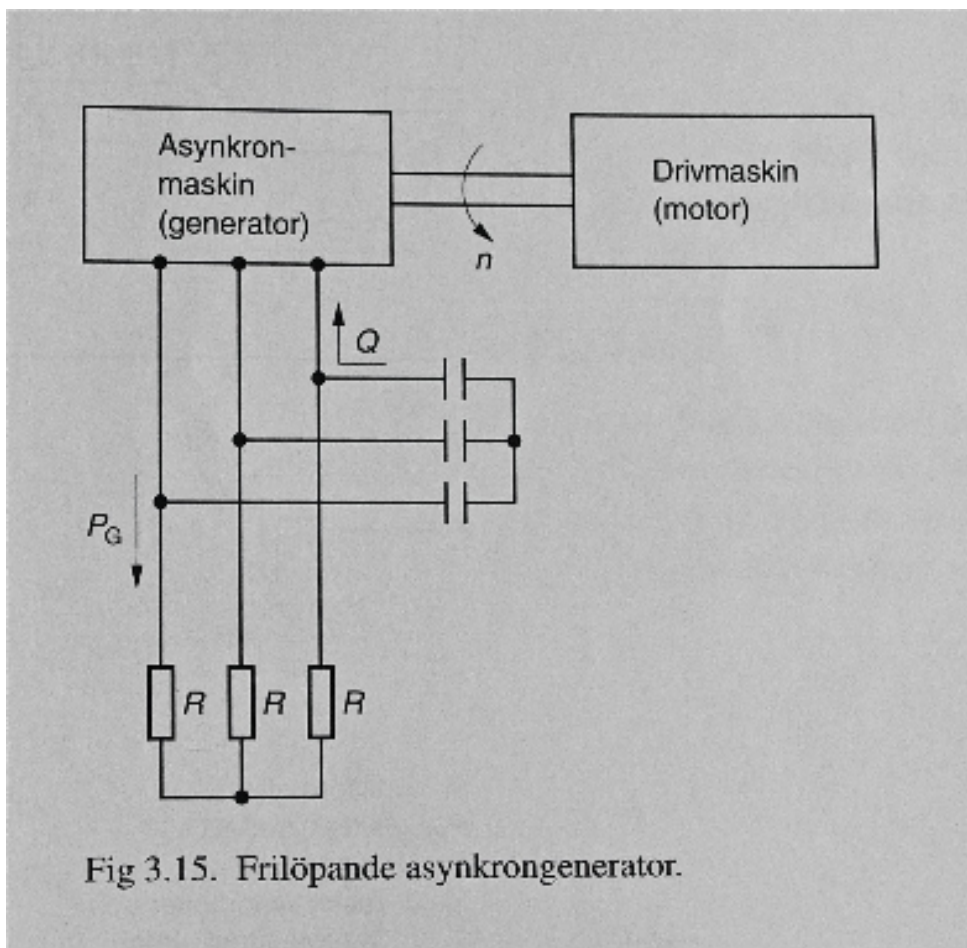 Asynkron-
maskin
(generator)
Drivmaskin
(motor)
n
Q
P_G
R R R
Fig 3.15. Frilöpande asynkrongenerator.